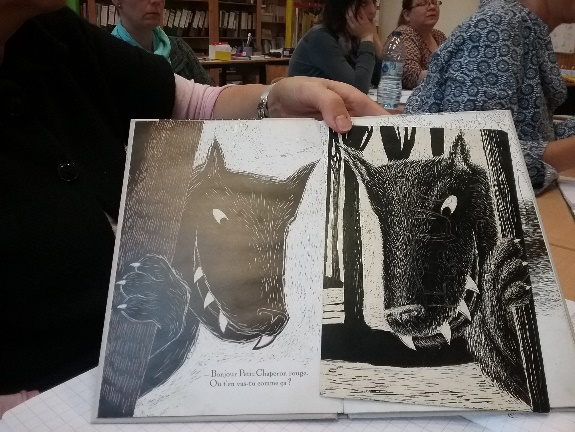 – Bonjour Petit Chaperon rouge.
Où t'en vas-tu comme ça ?